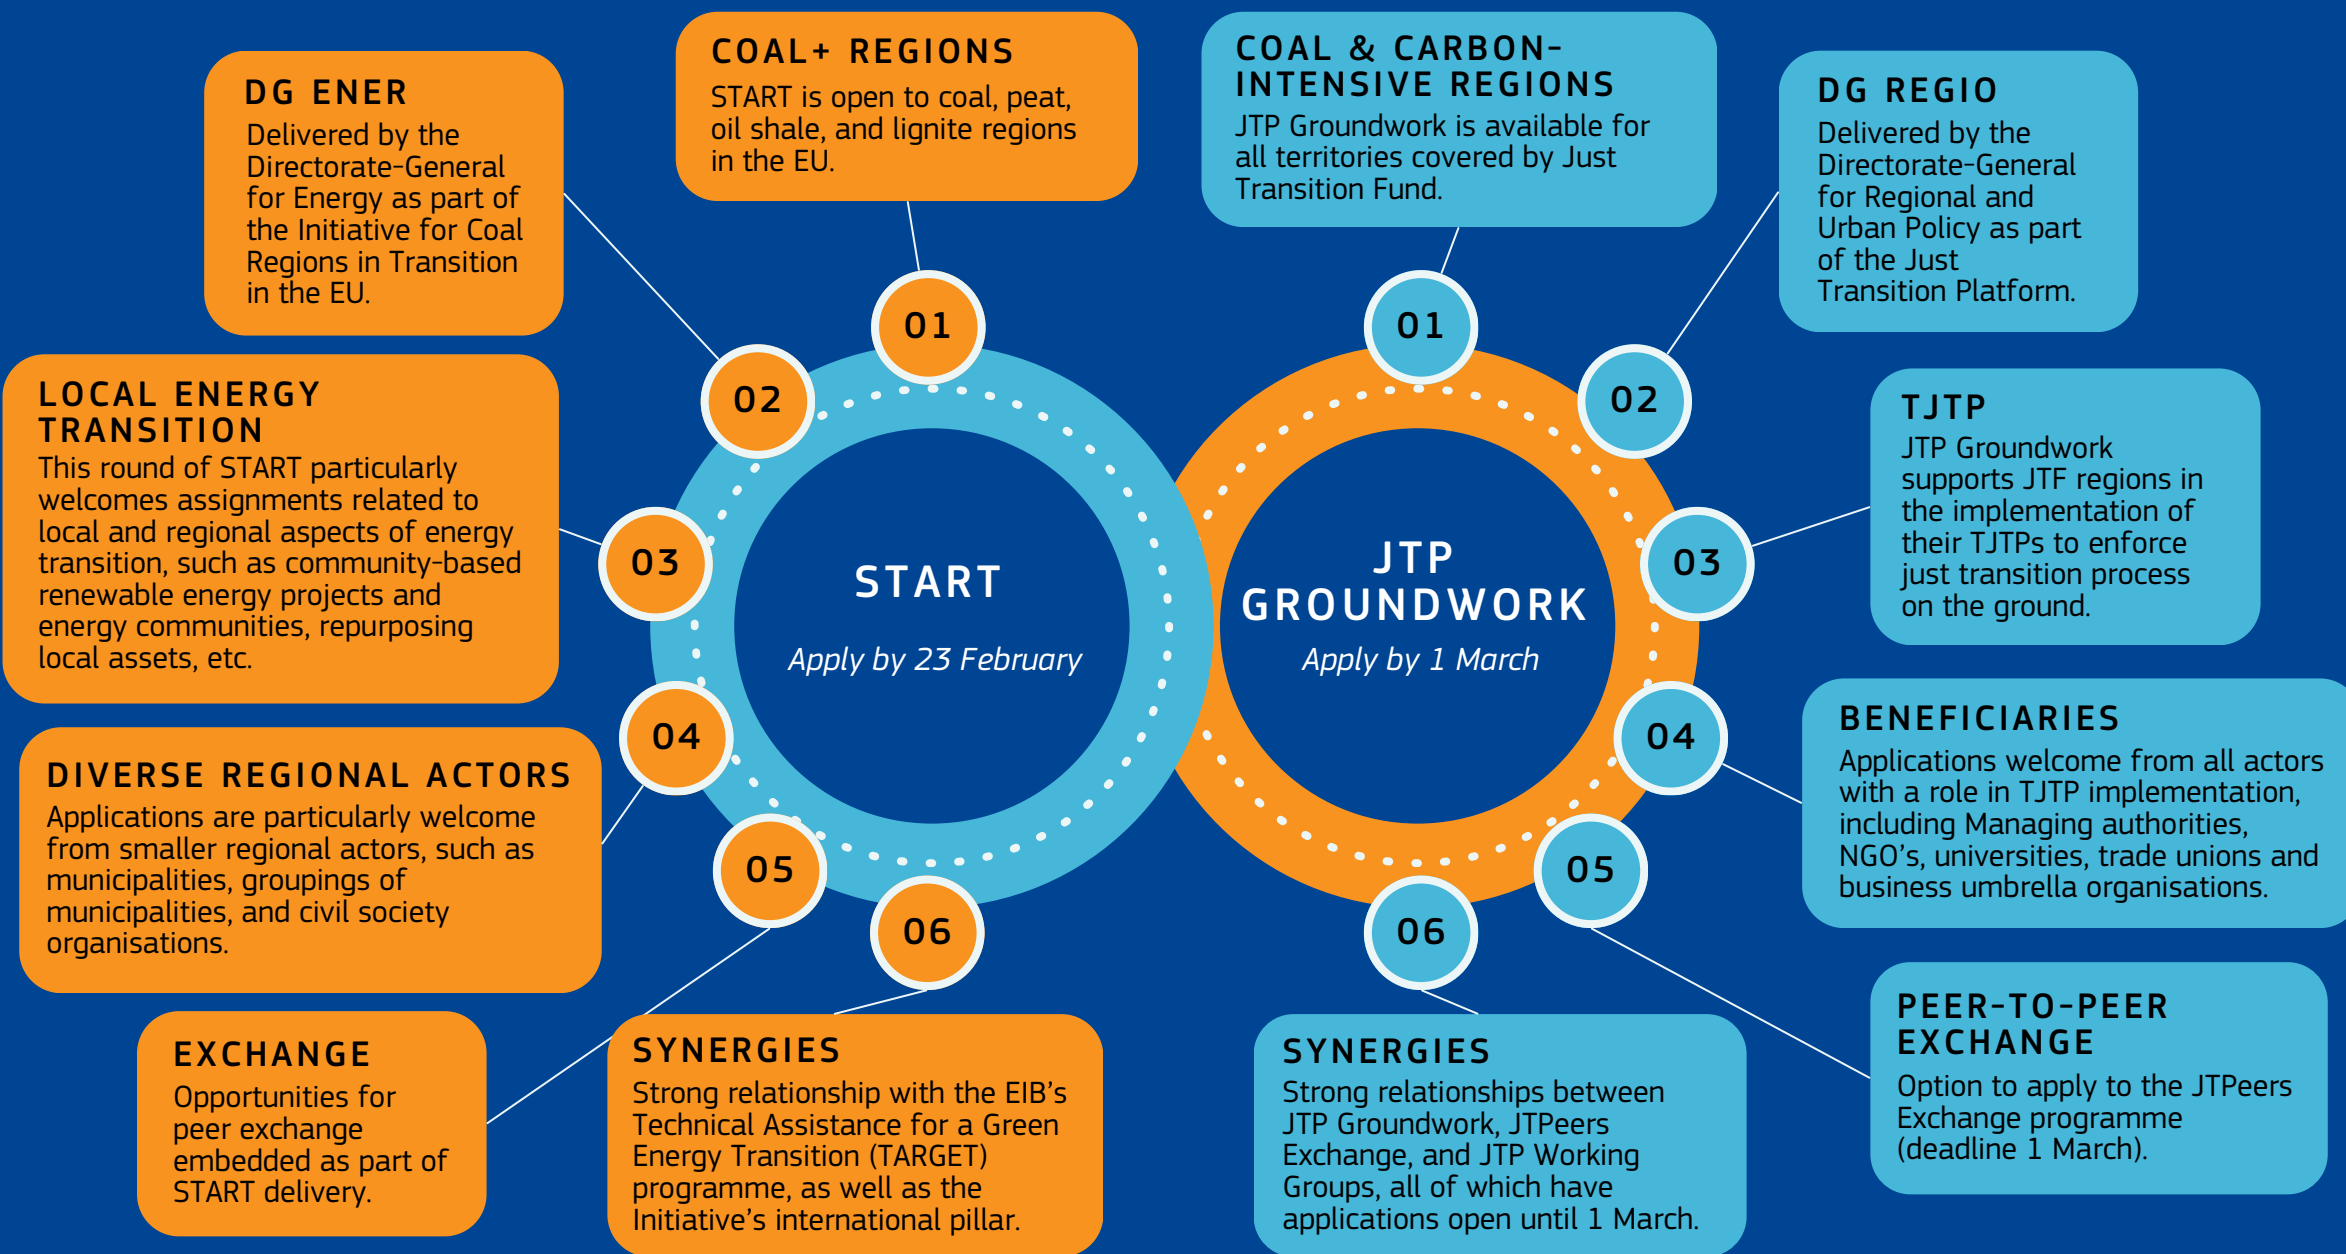 COAL+ REGIONS
START is open to coal, peat,
oil shale, and lignite regions
in the EU.
01
DG ENER
Delivered by the
Directorate-General
for Energy as part of
the Initiative for Coal
Regions in Transition
in the EU.
02
LOCAL ENERGY
TRANSITION
This round of START particularly
welcomes assignments related to
local and regional aspects of energy
transition, such as community-based
renewable energy projects and
energy communities, repurposing
local assets, etc.
03
DIVERSE REGIONAL ACTORS
Applications are particularly welcome
from smaller regional actors, such as
municipalities, groupings of
municipalities, and civil society
organisations.
04
EXCHANGE
Opportunities for
peer exchange
embedded as part of
START delivery.
05
SYNERGIES
Strong relationship with the EIB's
Technical Assistance for a Green
Energy Transition (TARGET)
programme, as well as the
Initiative's international pillar.
06
START
Apply by 23 February
JTP
GROUNDWORK
Apply by 1 March
COAL & CARBON-
INTENSIVE REGIONS
JTP Groundwork is available for
all territories covered by Just
Transition Fund.
01
DG REGIO
Delivered by the
Directorate-General
for Regional and
Urban Policy as part
of the Just
Transition Platform.
02
TJTP
JTP Groundwork
supports JTF regions in
the implementation of
their TJTPs to enforce
just transition process
on the ground.
03
BENEFICIARIES
Applications welcome from all actors
with a role in TJTP implementation,
including Managing authorities,
NGO's, universities, trade unions and
business umbrella organisations.
04
PEER-TO-PEER
EXCHANGE
Option to apply to the JTPeers
Exchange programme
(deadline 1 March).
05
SYNERGIES
Strong relationships between
JTP Groundwork, JTPeers
Exchange, and JTP Working
Groups, all of which have
applications open until 1 March.
06